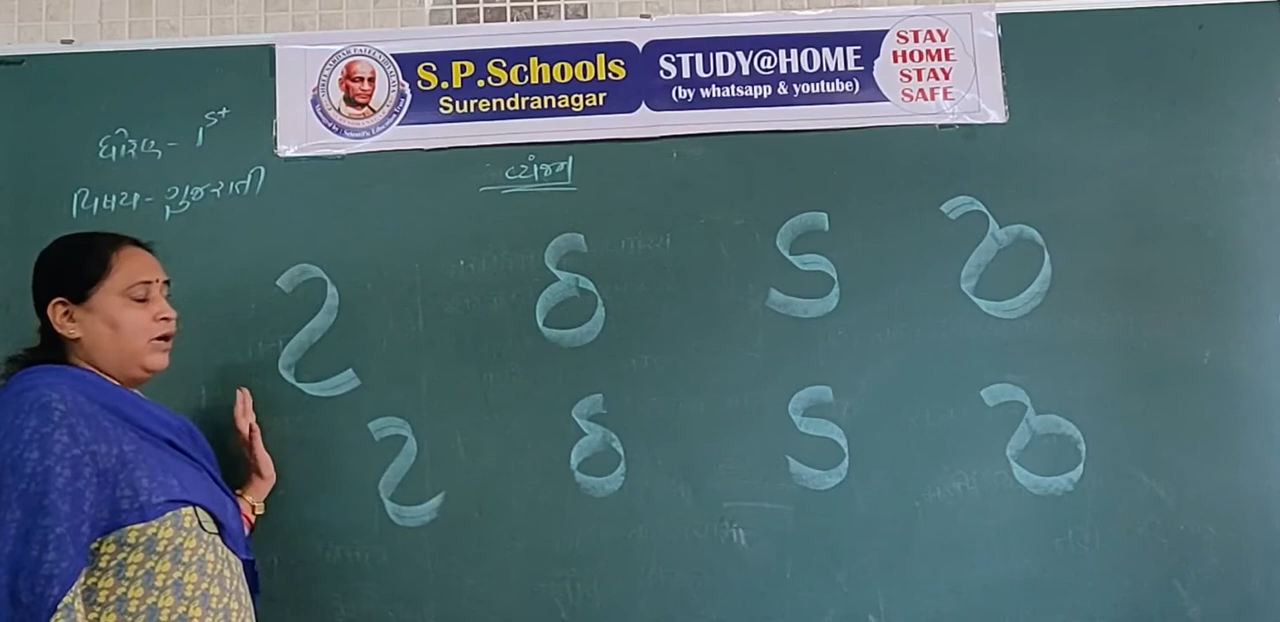 S.P.Schools
Surendranagar
STUDY@HOME
(by whatsapp & youtube)
STAY
HOME
STAY
SAFE
ધોરણ - 1st
વિષય - ગુજરાતી
વ્યંજન
ટ ઠ ડ ઢ
ટ ઠ ડ ઢ